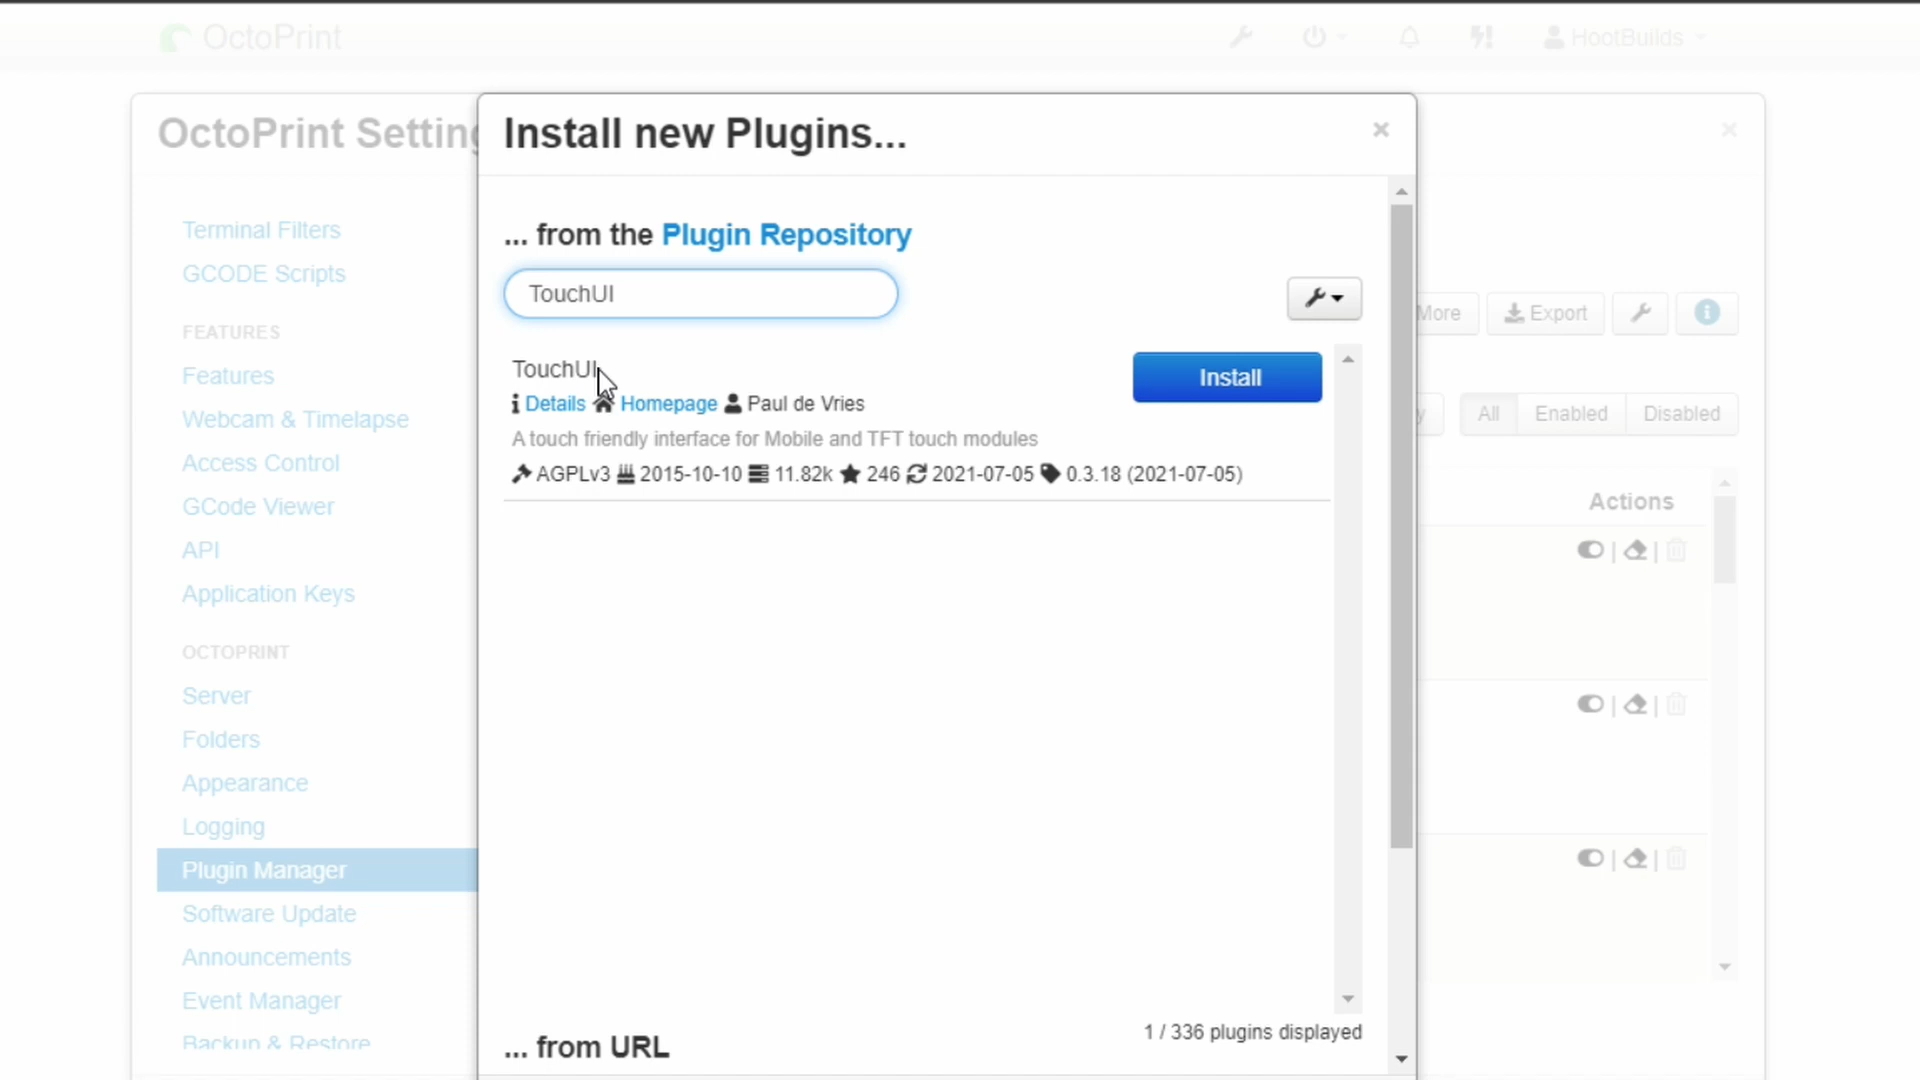 OctoPrint
HootBuilds
OctoPrint Setting
Install new Plugins...
Terminal Filters
GCODE Scripts
FEATURES
Features
Webcam & Timelapse
Access Control
GCode Viewer
API
Application Keys
OCTOPRINT
Server
Folders
Appearance
Logging
Plugin Manager
Software Update
Announcements
Event Manager
Backup & Restore
... from the Plugin Repository
TouchUI
TouchUI
Install
Details Homepage Paul de Vries
A touch friendly interface for Mobile and TFT touch modules
AGPLv3 2015-10-10 11.82k 246 2021-07-05 0.3.18 (2021-07-05)
1 / 336 plugins displayed
... from URL
More Export
All Enabled Disabled
Actions